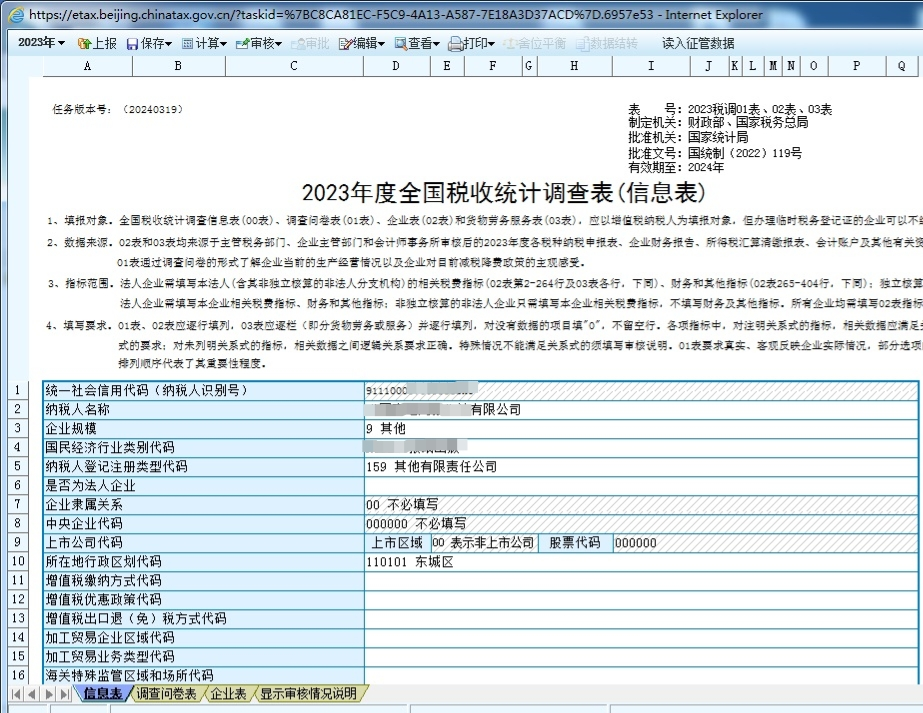 https://etax.beijing.chinatax.gov.cn/?taskid=%7BC8CA81EC-F5C9-4A13-A587-7E18A3D37ACD%7D.6957e53 - Internet Explorer
2023年 上报 保存 计算 审核 审批 编辑 查看 打印 舍位平衡 数据结转 读入征管数据
A B C D E F G H I J K L M N O P Q
任务版本号：（20240319）
表　　号：2023税调01表、02表、03表
制定机关：财政部、国家税务总局
批准机关：国家统计局
批准文号：国统制（2022）119号
有效期至：2024年
2023年度全国税收统计调查表(信息表)
1、填报对象。全国税收统计调查信息表(00表)、调查问卷表(01表)、企业表(02表)和货物劳务服务表(03表)，应以增值税纳税人为填报对象，但办理临时税务登记证的企业可以不
2、数据来源。02表和03表均来源于主管税务部门、企业主管部门和会计师事务所审核后的2023年度各税种纳税申报表、企业财务报告、所得税汇算清缴报表、会计账户及其他有关
01表通过调查问卷的形式了解企业当前的生产经营情况以及企业对目前减税降费政策的主观感受。
3、指标范围。法人企业需填写本法人(含其非独立核算的非法人分支机构)的相关税费指标(02表第2-264行及03表各行，下同)、财务和其他指标(02表265-404行，下同)；独立核算
法人企业需填写本企业相关税费指标、财务和其他指标；非独立核算的非法人企业只需填写本企业相关税费指标，不填写财务及其他指标。所有企业均需填写02表指标
4、填写要求。01表、02表应逐行填列，03表应逐栏（即分货物劳务或服务）并逐行填列，对没有数据的项目填"0"，不留空行。各项指标中，对注明关系式的指标，相关数据应满足
式的要求；对未列明关系式的指标，相关数据之间逻辑关系要求正确。特殊情况不能满足关系式的须填写审核说明。01表要求真实、客观反映企业实际情况，部分选项
排列顺序代表了其重要性程度。
1 统一社会信用代码（纳税人识别号） 9111000
2 纳税人名称 有限公司
3 企业规模 9 其他
4 国民经济行业类别代码
5 纳税人登记注册类型代码 159 其他有限责任公司
6 是否为法人企业
7 企业隶属关系 00 不必填写
8 中央企业代码 000000 不必填写
9 上市公司代码 上市区域 00 表示非上市公司 股票代码 000000
10 所在地行政区划代码 110101 东城区
11 增值税缴纳方式代码
12 增值税优惠政策代码
13 增值税出口退（免）税方式代码
14 加工贸易企业区域代码
15 加工贸易业务类型代码
16 海关特殊监管区域和场所代码
信息表 调查问卷表 企业表 显示审核情况说明